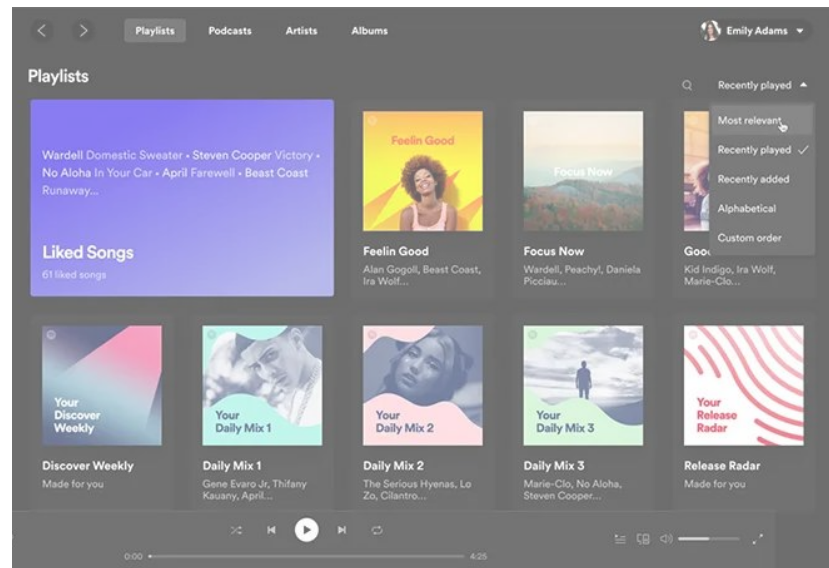 Playlists
Podcasts
Artists
Albums
Emily Adams
Playlists
Recently played
Most relevant
Recently played
Recently added
Alphabetical
Custom order
Wardell Domestic Sweater • Steven Cooper Victory •
No Aloha In Your Car • April Farewell • Beast Coast
Runaway...
Liked Songs
61 liked songs
Feelin Good
Feelin Good
Alan Gogoll, Beast Coast,
Ira Wolf...
Focus Now
Focus Now
Wardell, Peachy!, Daniela
Picciau...
Kid Indigo, Ira Wolf,
Marie-Clo...
Your
Discover
Weekly
Discover Weekly
Made for you
Your
Daily Mix 1
Daily Mix 1
Gene Evaro Jr, Thifany
Kauany, April...
Your
Daily Mix 2
Daily Mix 2
The Serious Hyenas, Lo
Zo, Cilantro...
Your
Daily Mix 3
Daily Mix 3
Marie-Clo, No Aloha,
Steven Cooper...
Your
Release
Radar
Release Radar
Made for you
0:00
4:25